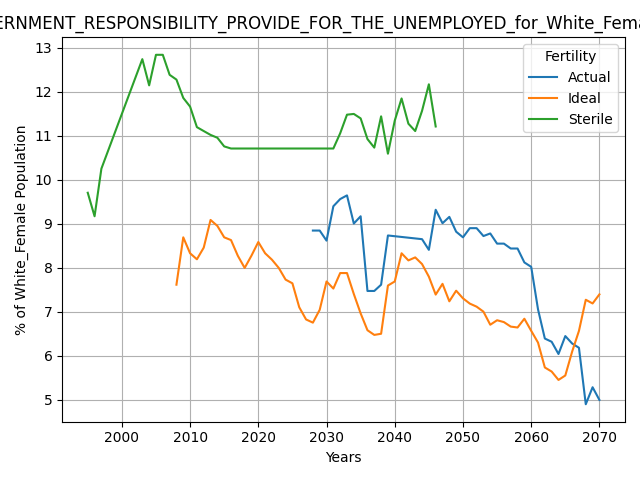 ERNMENT_RESPONSIBILITY_PROVIDE_FOR_THE_UNEMPLOYED_for_White_Fema
Fertility
Actual
Ideal
Sterile
% of White_Female Population
13
12
11
10
9
8
7
6
5
2000 2010 2020 2030 2040 2050 2060 2070
Years